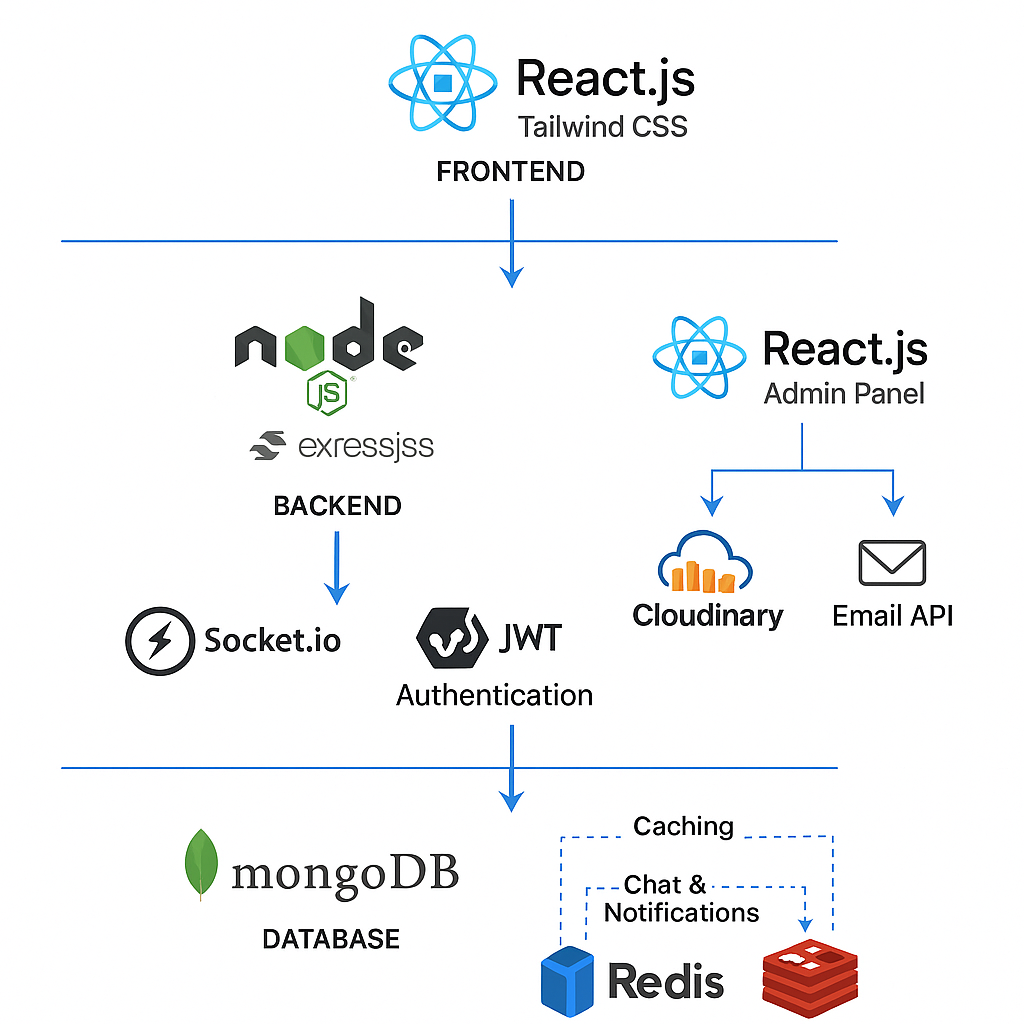 React.js
Tailwind CSS
FRONTEND
node
JS
exressjss
BACKEND
React.js
Admin Panel
Cloudinary
Email API
Socket.io
JWT
Authentication
mongoDB
DATABASE
Caching
Chat &
Notifications
Redis